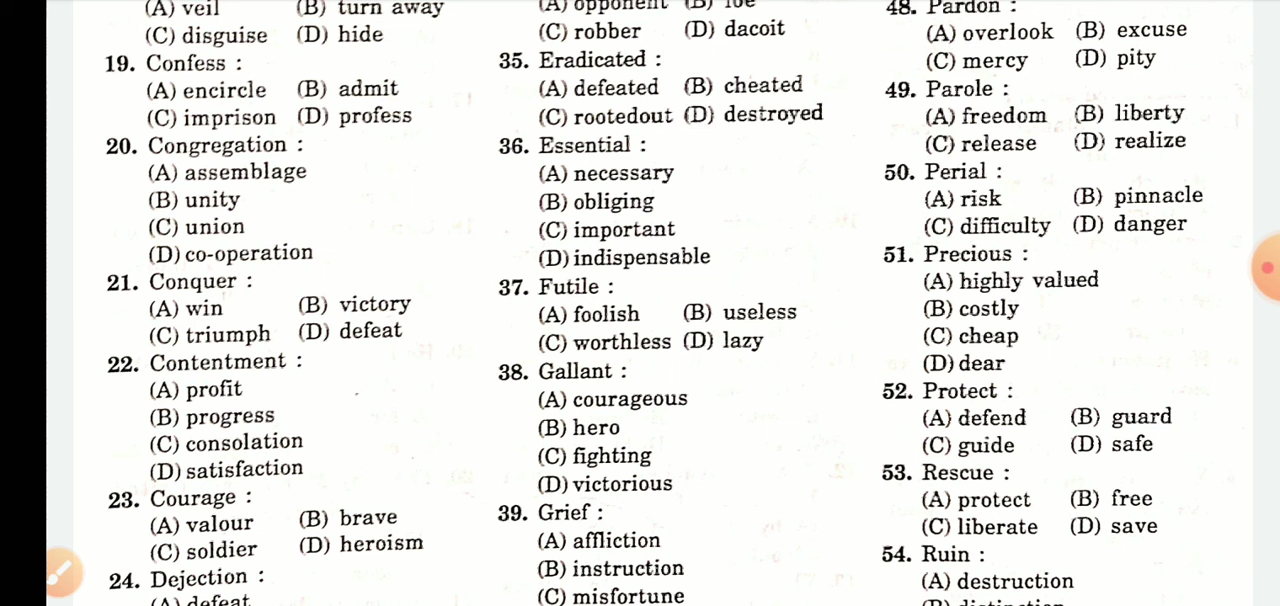 (A) veil (B) turn away
(C) disguise (D) hide
19. Confess :
(A) encircle (B) admit
(C) imprison (D) profess
20. Congregation :
(A) assemblage
(B) unity
(C) union
(D) co-operation
21. Conquer :
(A) win (B) victory
(C) triumph (D) defeat
22. Contentment :
(A) profit
(B) progress
(C) consolation
(D) satisfaction
23. Courage :
(A) valour (B) brave
(C) soldier (D) heroism
24. Dejection :
(A) defeat
(A) opponent (B) foe
(C) robber (D) dacoit
35. Eradicated :
(A) defeated (B) cheated
(C) rootedout (D) destroyed
36. Essential :
(A) necessary
(B) obliging
(C) important
(D) indispensable
37. Futile :
(A) foolish (B) useless
(C) worthless (D) lazy
38. Gallant :
(A) courageous
(B) hero
(C) fighting
(D) victorious
39. Grief :
(A) affliction
(B) instruction
(C) misfortune
48. Pardon :
(A) overlook (B) excuse
(C) mercy (D) pity
49. Parole :
(A) freedom (B) liberty
(C) release (D) realize
50. Perial :
(A) risk (B) pinnacle
(C) difficulty (D) danger
51. Precious :
(A) highly valued
(B) costly
(C) cheap
(D) dear
52. Protect :
(A) defend (B) guard
(C) guide (D) safe
53. Rescue :
(A) protect (B) free
(C) liberate (D) save
54. Ruin :
(A) destruction